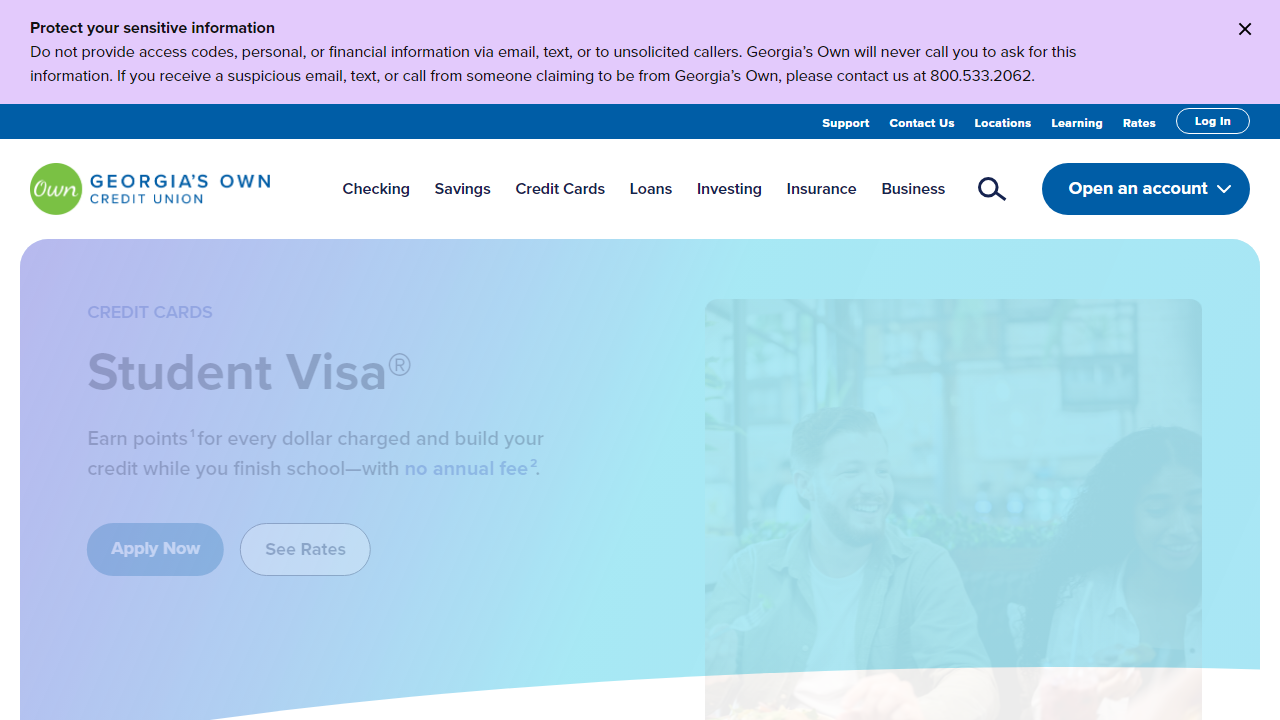 Protect your sensitive information
Do not provide access codes, personal, or financial information via email, text, or to unsolicited callers. Georgia’s Own will never call you to ask for this
information. If you receive a suspicious email, text, or call from someone claiming to be from Georgia’s Own, please contact us at 800.533.2062.
Support Contact Us Locations Learning Rates Log In
Own GEORGIA’S OWN
CREDIT UNION
Checking Savings Credit Cards Loans Investing Insurance Business Open an account
CREDIT CARDS
Student Visa®
Earn points¹ for every dollar charged and build your
credit while you finish school—with no annual fee².
Apply Now See Rates